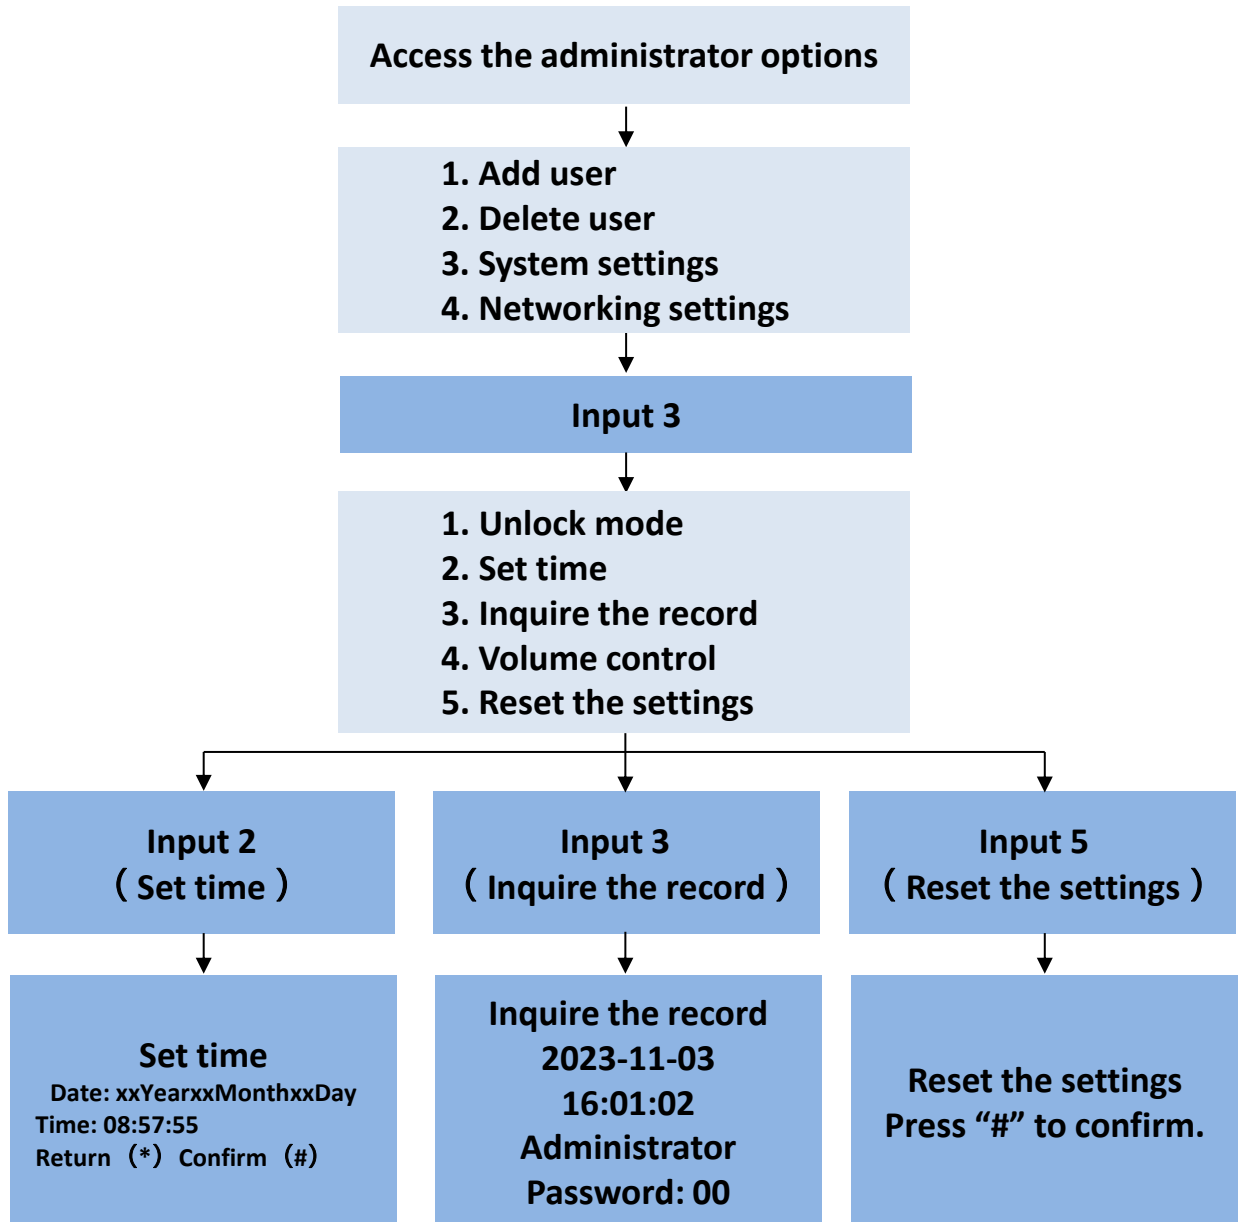 Access the administrator options
1. Add user
2. Delete user
3. System settings
4. Networking settings
Input 3
1. Unlock mode
2. Set time
3. Inquire the record
4. Volume control
5. Reset the settings
Input 2
（ Set time ）
Input 3
（ Inquire the record ）
Input 5
（ Reset the settings ）
Set time
Date: xxYearxxMonthxxDay
Time: 08:57:55
Return （*） Confirm （#）
Inquire the record
2023-11-03
16:01:02
Administrator
Password: 00
Reset the settings
Press “#” to confirm.